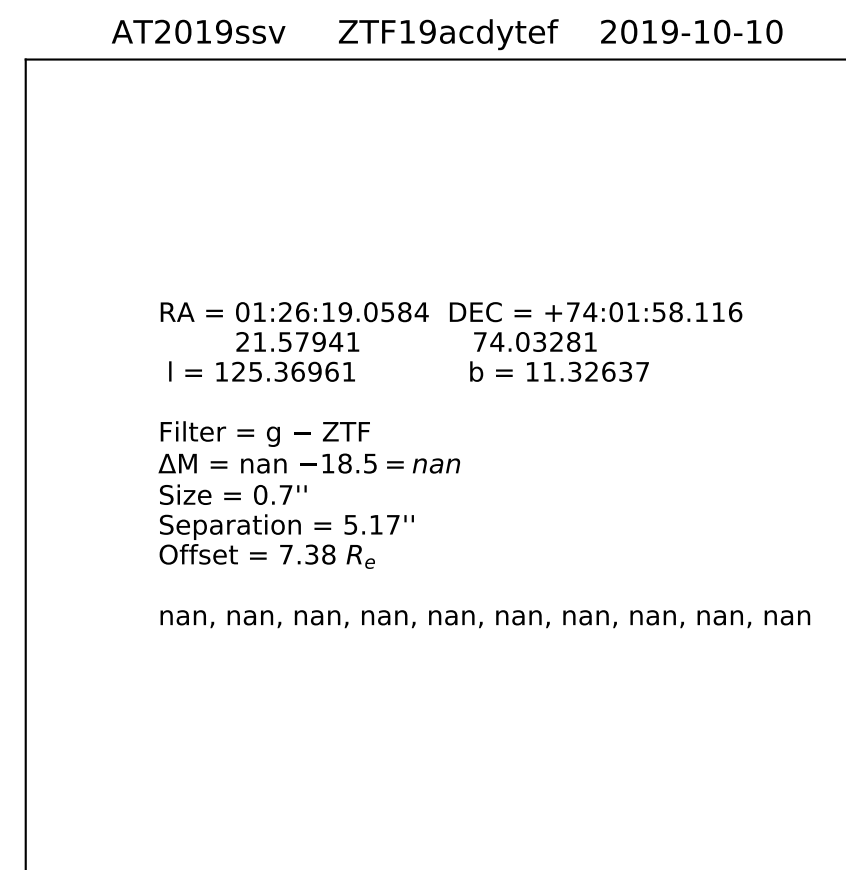 AT2019ssv ZTF19acdytef 2019-10-10
RA = 01:26:19.0584 DEC = +74:01:58.116
21.57941 74.03281
l = 125.36961 b = 11.32637
Filter = g − ZTF
ΔM = nan −18.5 = nan
Size = 0.7''
Separation = 5.17''
Offset = 7.38 Rₑ
nan, nan, nan, nan, nan, nan, nan, nan, nan, nan